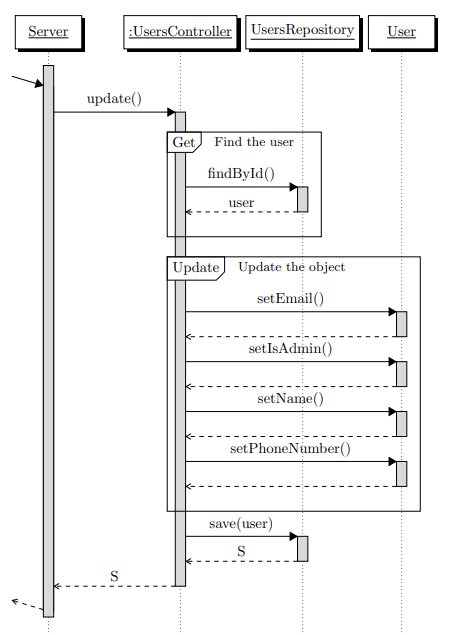 Server
:UsersController
UsersRepository
User
update()
Get
Find the user
findById()
user
Update
Update the object
setEmail()
setIsAdmin()
setName()
setPhoneNumber()
save(user)
S
S